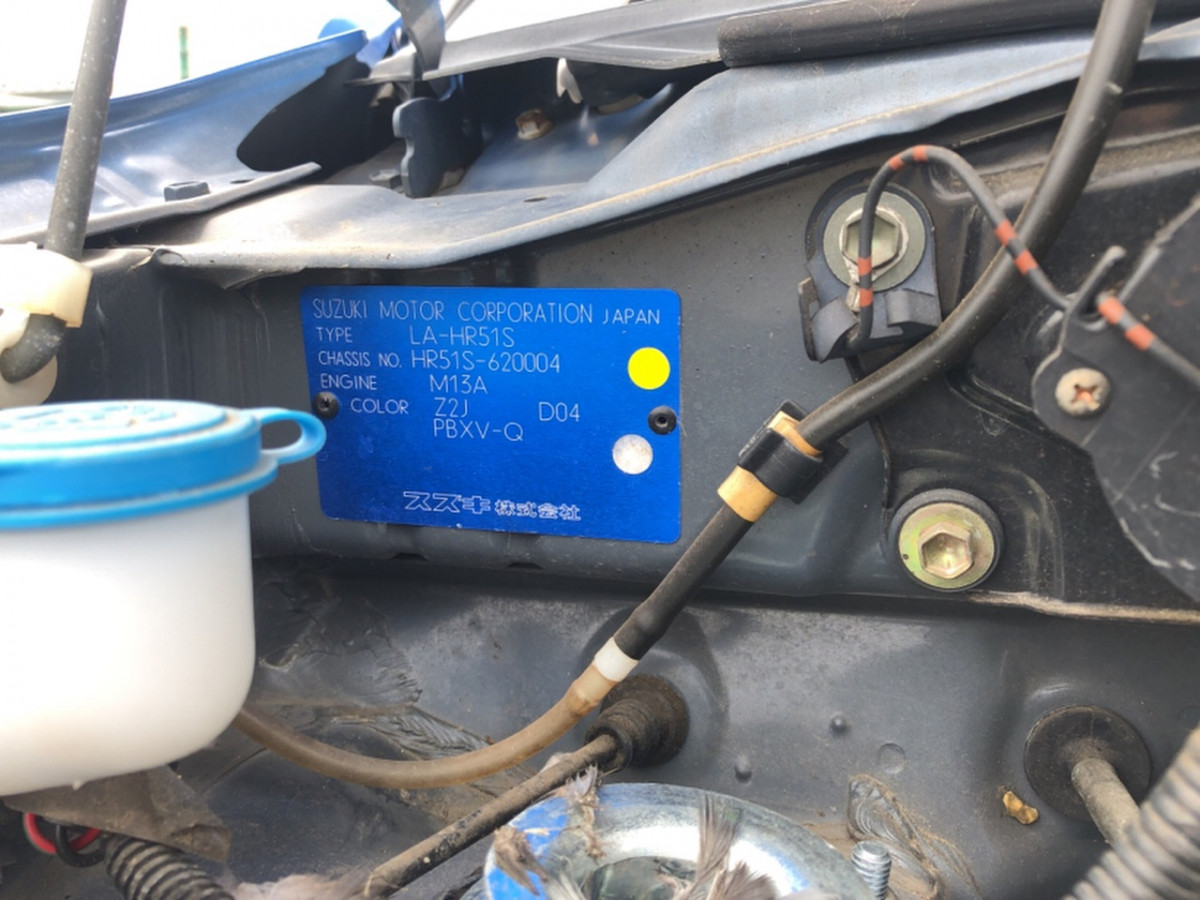 SUZUKI MOTOR CORPORATION JAPAN
TYPE LA-HR51S
CHASSIS NO. HR51S-620004
ENGINE M13A
COLOR Z2J D04
PBXV-Q
スズキ株式会社